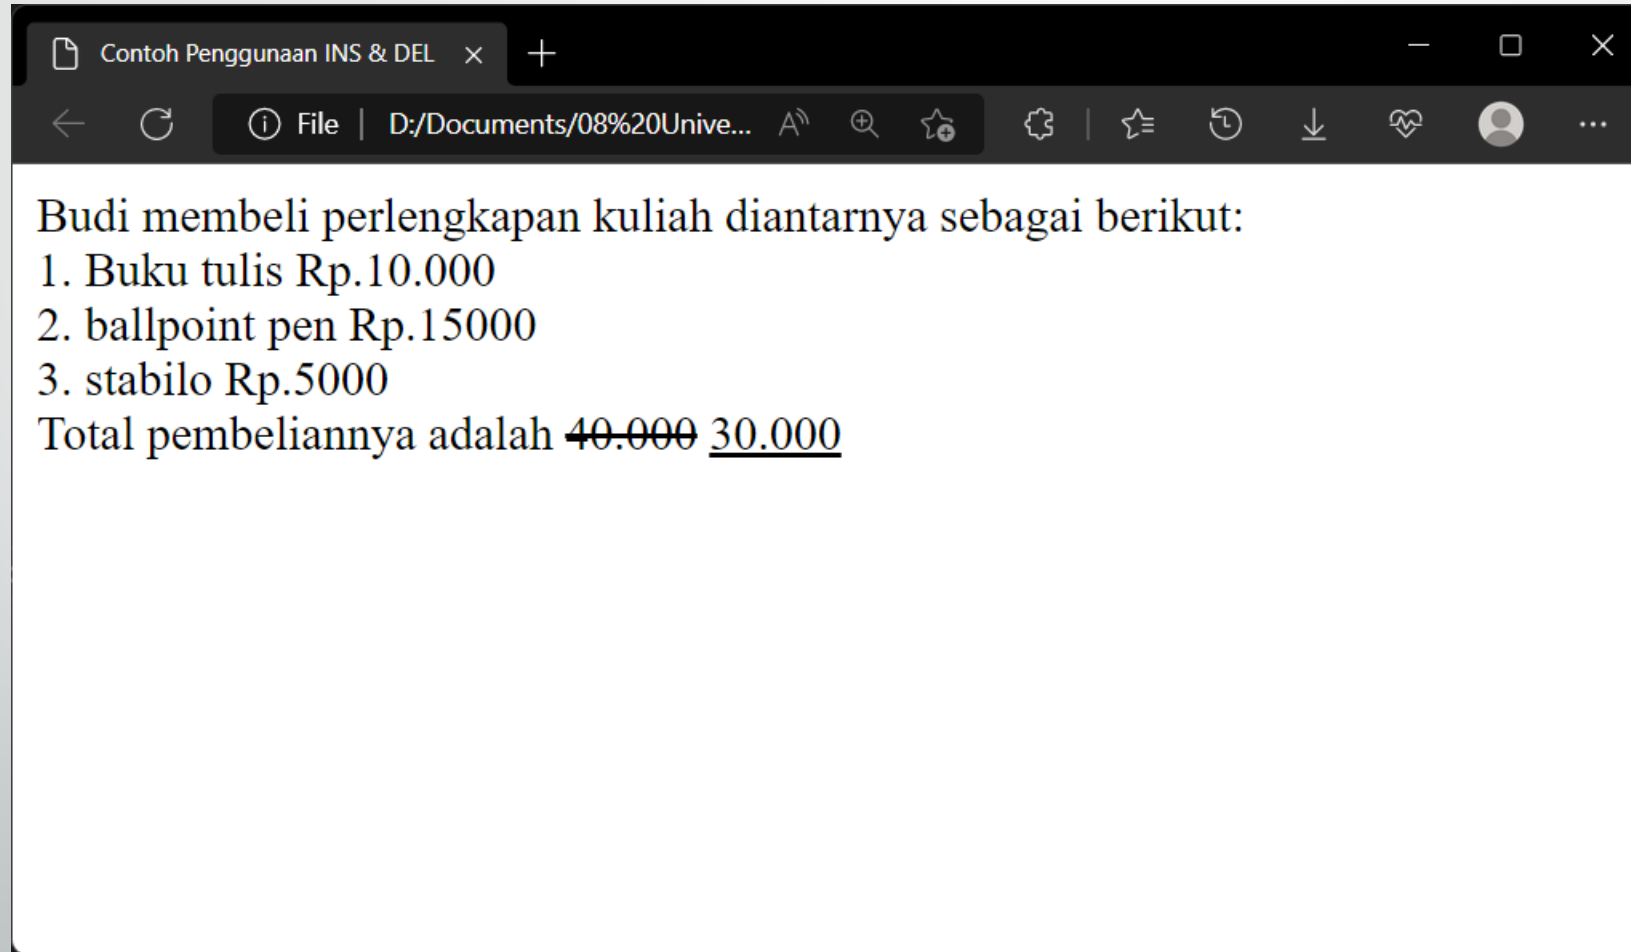 Contoh Penggunaan INS & DEL
File | D:/Documents/08%20Unive...
Budi membeli perlengkapan kuliah diantarnya sebagai berikut:
1. Buku tulis Rp.10.000
2. ballpoint pen Rp.15000
3. stabilo Rp.5000
Total pembeliannya adalah 40.000 30.000